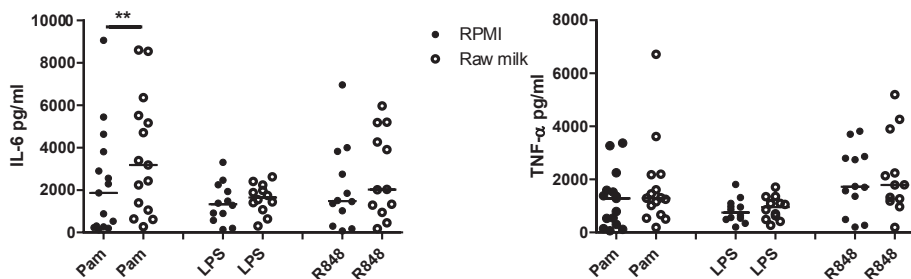 **
IL-6 pg/ml
10000
8000
6000
4000
2000
0
Pam
Pam
LPS
LPS
R848
R848
RPMI
Raw milk
TNF-α pg/ml
8000
6000
4000
2000
0
Pam
Pam
LPS
LPS
R848
R848